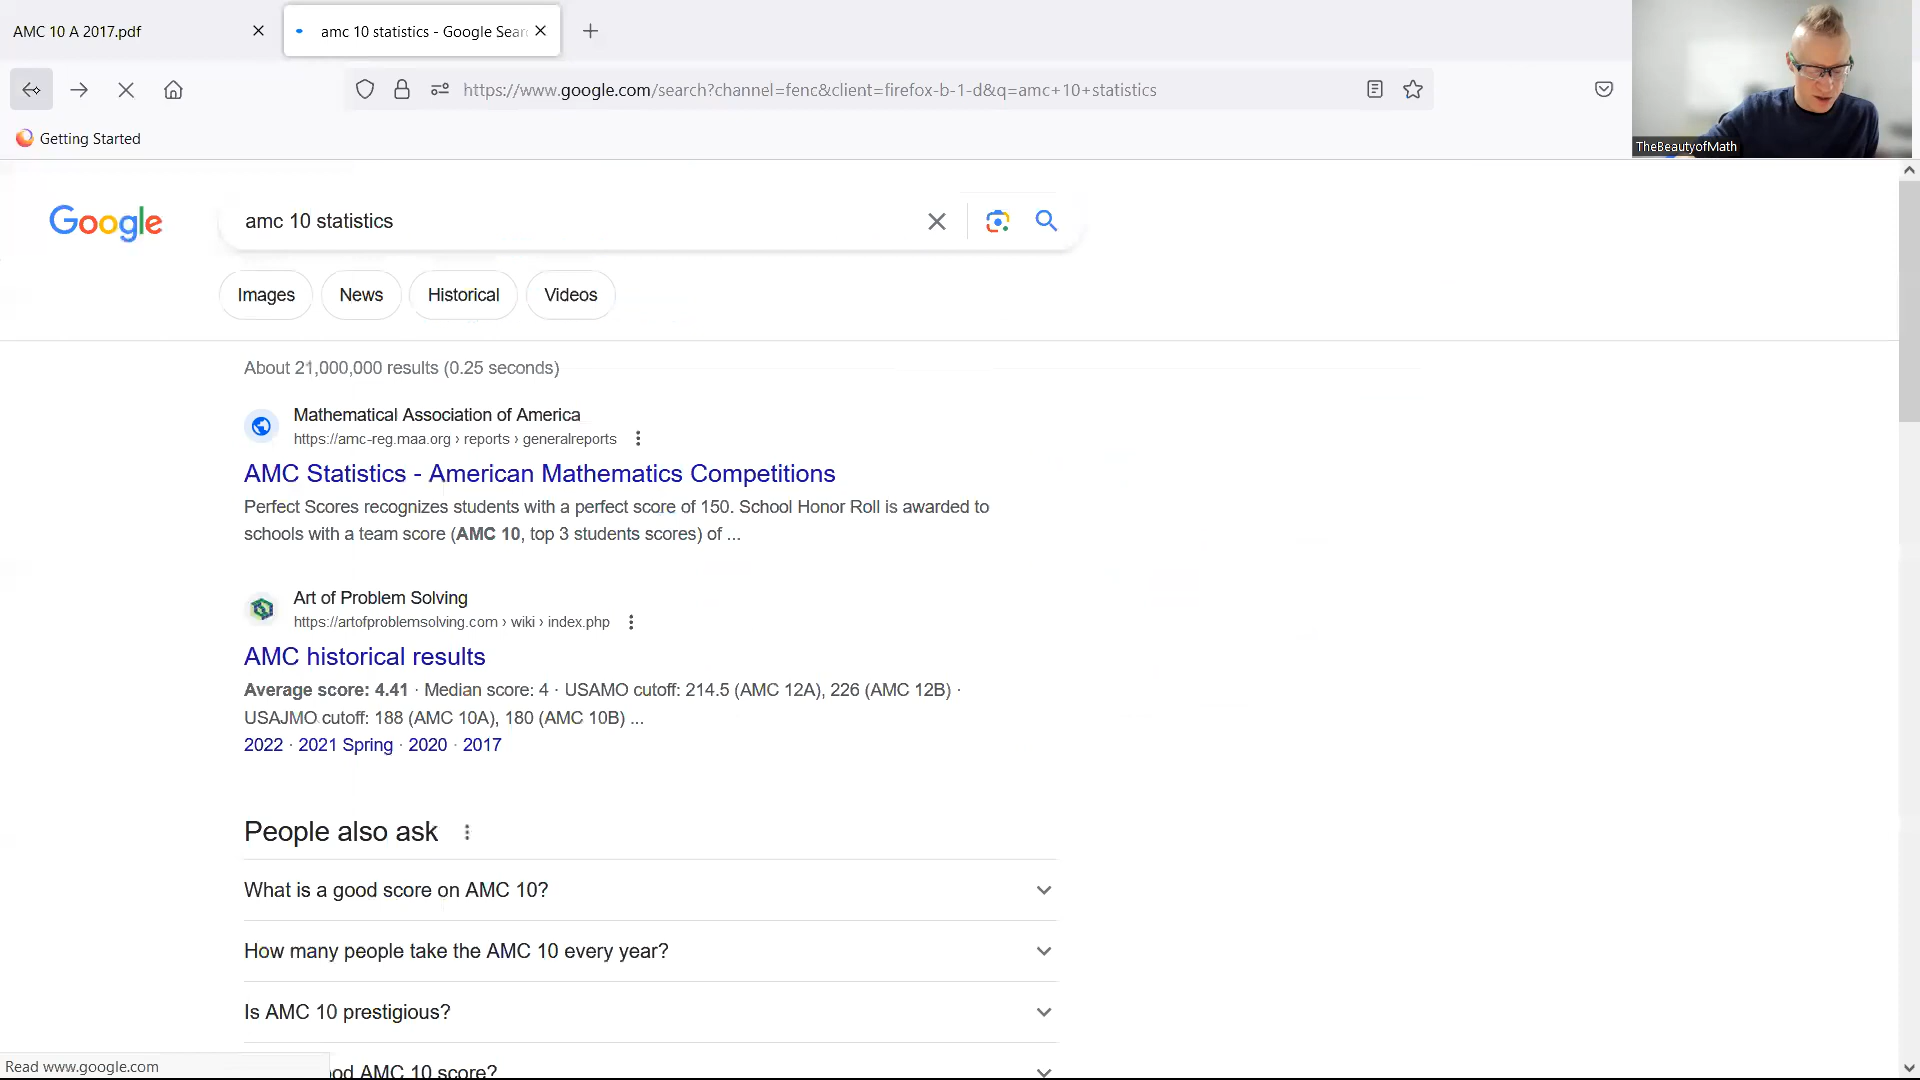 AMC 10 A 2017.pdf
amc 10 statistics - Google Sear
TheBeautyofMath
https://www.google.com/search?channel=fenc&client=firefox-b-1-d&q=amc+10+statistics
Getting Started
Google
amc 10 statistics
Images
News
Historical
Videos
About 21,000,000 results (0.25 seconds)
Mathematical Association of America
https://amc-reg.maa.org › reports › generalreports
AMC Statistics - American Mathematics Competitions
Perfect Scores recognizes students with a perfect score of 150. School Honor Roll is awarded to
schools with a team score (AMC 10, top 3 students scores) of ...
Art of Problem Solving
https://artofproblemsolving.com › wiki › index.php
AMC historical results
Average score: 4.41 · Median score: 4 · USAMO cutoff: 214.5 (AMC 12A), 226 (AMC 12B) ·
USAJMO cutoff: 188 (AMC 10A), 180 (AMC 10B) ...
2022 · 2021 Spring · 2020 · 2017
People also ask
What is a good score on AMC 10?
How many people take the AMC 10 every year?
Is AMC 10 prestigious?
Read www.google.com
AMC 10 score?